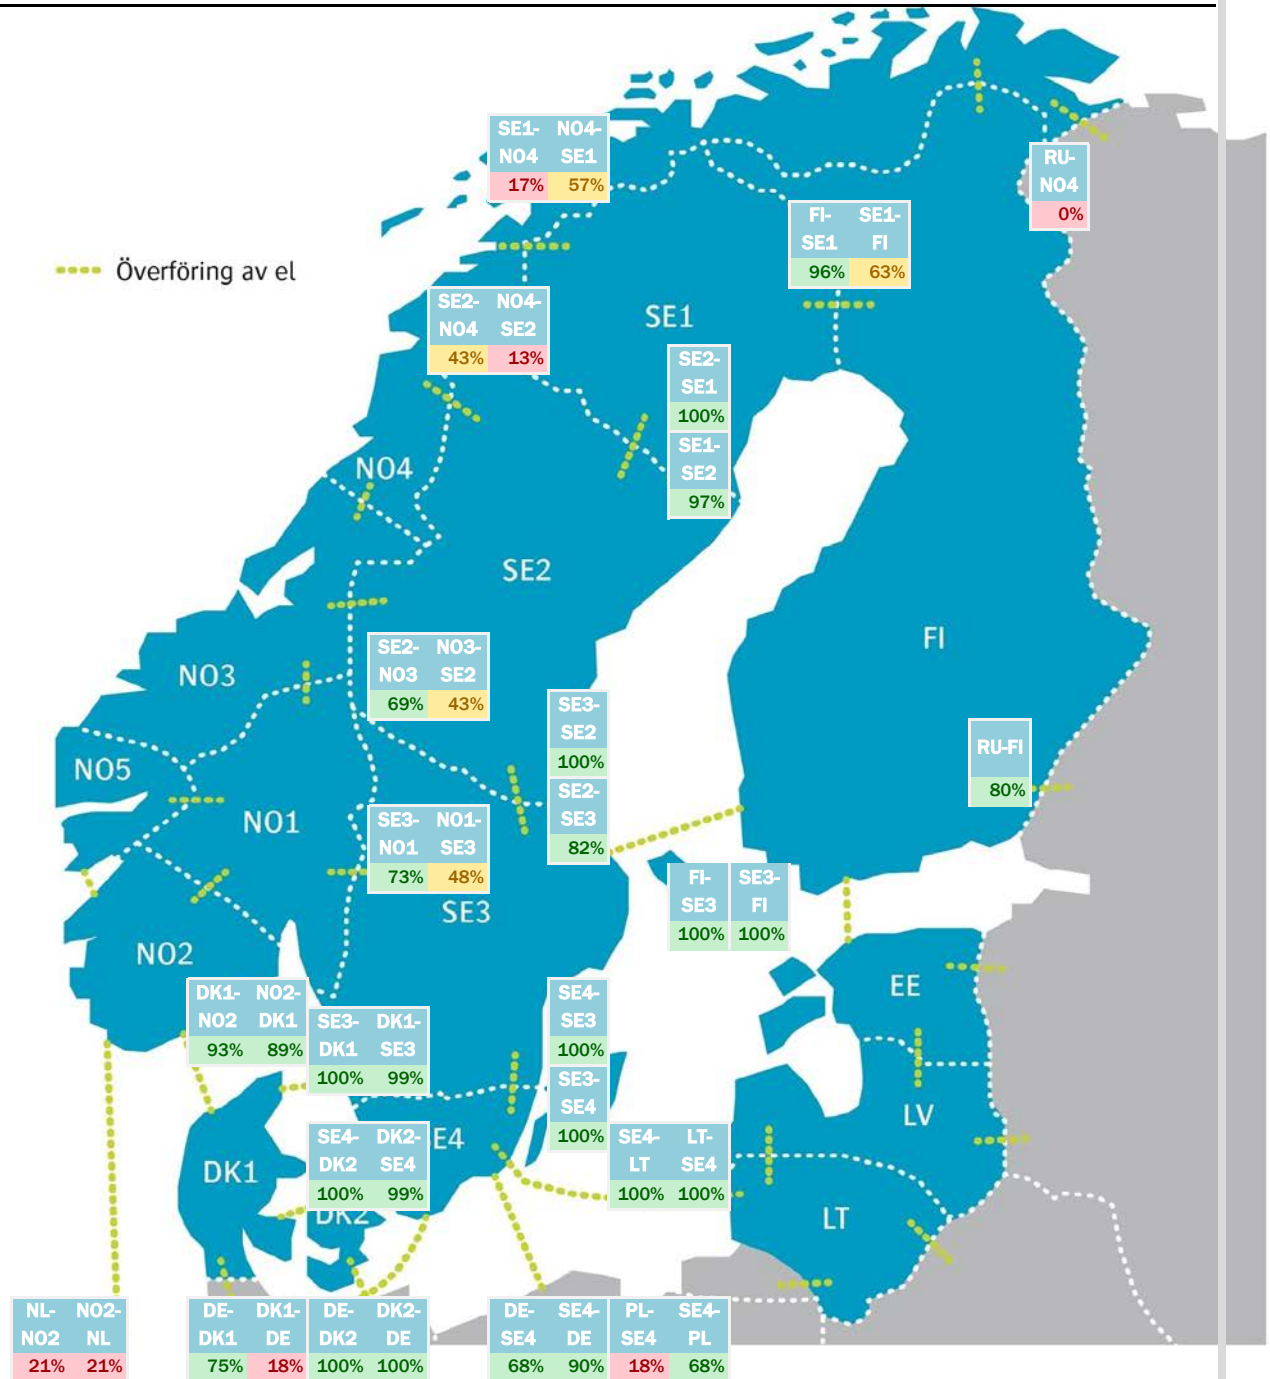 SE1- NO4-
NO4 SE1
17% 57%
RU-
NO4
0%
FI- SE1-
SE1 FI
96% 63%
Överföring av el
SE2- NO4-
NO4 SE2
43% 13%
SE1
SE2-
SE1
100%
SE1-
SE2
97%
NO4
SE2
FI
SE2- NO3-
NO3 SE2
69% 43%
NO3
SE3-
SE2
100%
SE2-
SE3
82%
RU-FI
80%
NO5
NO1
SE3- NO1-
NO1 SE3
73% 48%
SE3
FI- SE3-
SE3 FI
100% 100%
NO2
EE
DK1- NO2-
NO2 DK1
93% 89%
SE3- DK1-
DK1 SE3
100% 99%
SE4-
SE3
100%
SE3-
SE4
100%
LV
SE4- DK2-
DK2 SE4
100% 99%
E4
SE4- LT-
LT SE4
100% 100%
DK1
DK2
LT
NL- NO2-
NO2 NL
21% 21%
DE- DK1-
DK1 DE
75% 18%
DE- DK2-
DK2 DE
100% 100%
DE- SE4-
SE4 DE
68% 90%
PL- SE4-
SE4 PL
18% 68%